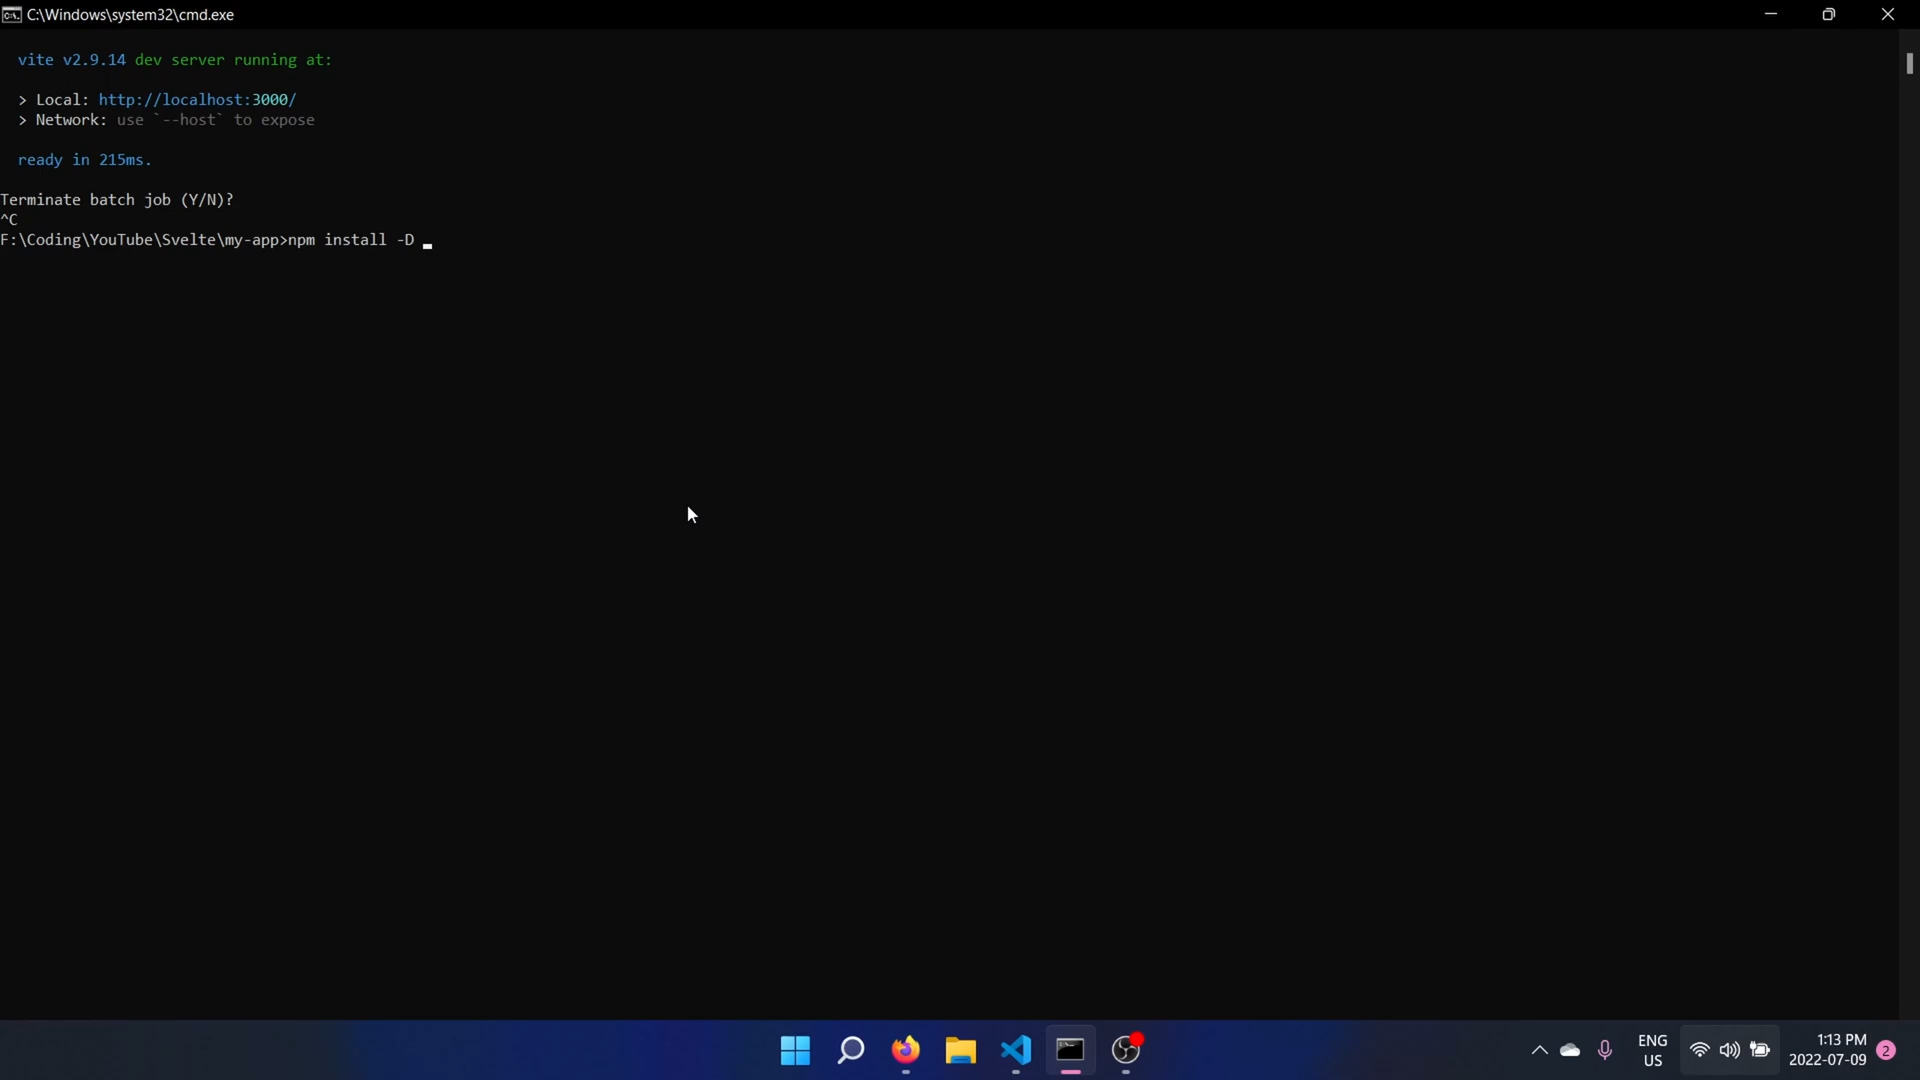 C:\Windows\system32\cmd.exe
vite v2.9.14 dev server running at:
> Local: http://localhost:3000/
> Network: use `--host` to expose
ready in 215ms.
Terminate batch job (Y/N)?
^C
F:\Coding\YouTube\Svelte\my-app>npm install -D _
ENG
US
1:13 PM
2022-07-09
2